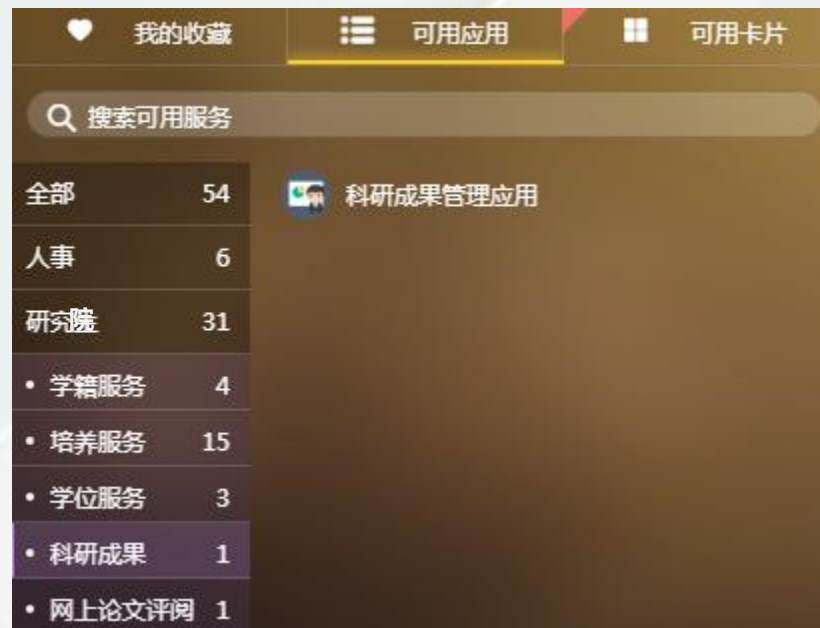 我的收藏
可用应用
可用卡片
搜索可用服务
全部 54
人事 6
研究 31
• 学籍服务 4
• 培养服务 15
• 学位服务 3
• 科研成果 1
• 网上论文评阅 1
科研成果管理应用